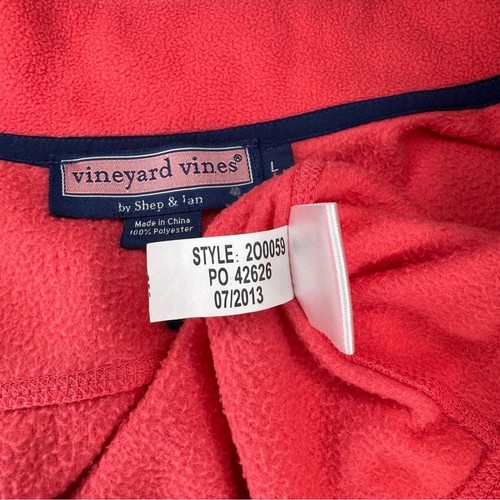 vineyard vines® L
by Shep & Ian
Made in China
100% Polyester
STYLE: 2O0059
PO 42626
07/2013